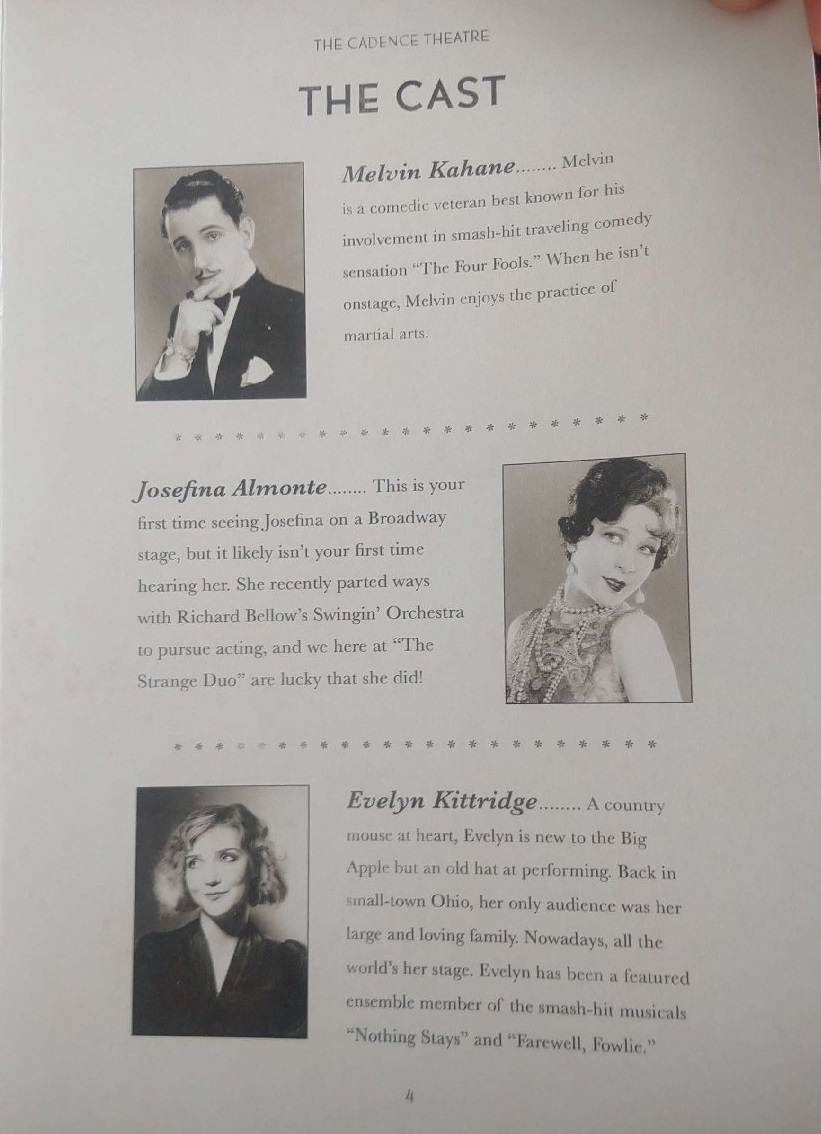 THE CADENCE THEATRE
THE CAST
Melvin Kahane........ Melvin
is a comedic veteran best known for his
involvement in smash-hit traveling comedy
sensation “The Four Fools.” When he isn’t
onstage, Melvin enjoys the practice of
martial arts.
* * * * * * * * * * * * * * * * * * * * * * *
Josefina Almonte........ This is your
first time seeing Josefina on a Broadway
stage, but it likely isn’t your first time
hearing her. She recently parted ways
with Richard Bellow’s Swingin’ Orchestra
to pursue acting, and we here at “The
Strange Duo” are lucky that she did!
* * * * * * * * * * * * * * * * * * * * * * *
Evelyn Kittridge........ A country
mouse at heart, Evelyn is new to the Big
Apple but an old hat at performing. Back in
small-town Ohio, her only audience was her
large and loving family. Nowadays, all the
world’s her stage. Evelyn has been a featured
ensemble member of the smash-hit musicals
“Nothing Stays” and “Farewell, Fowlie.”
4